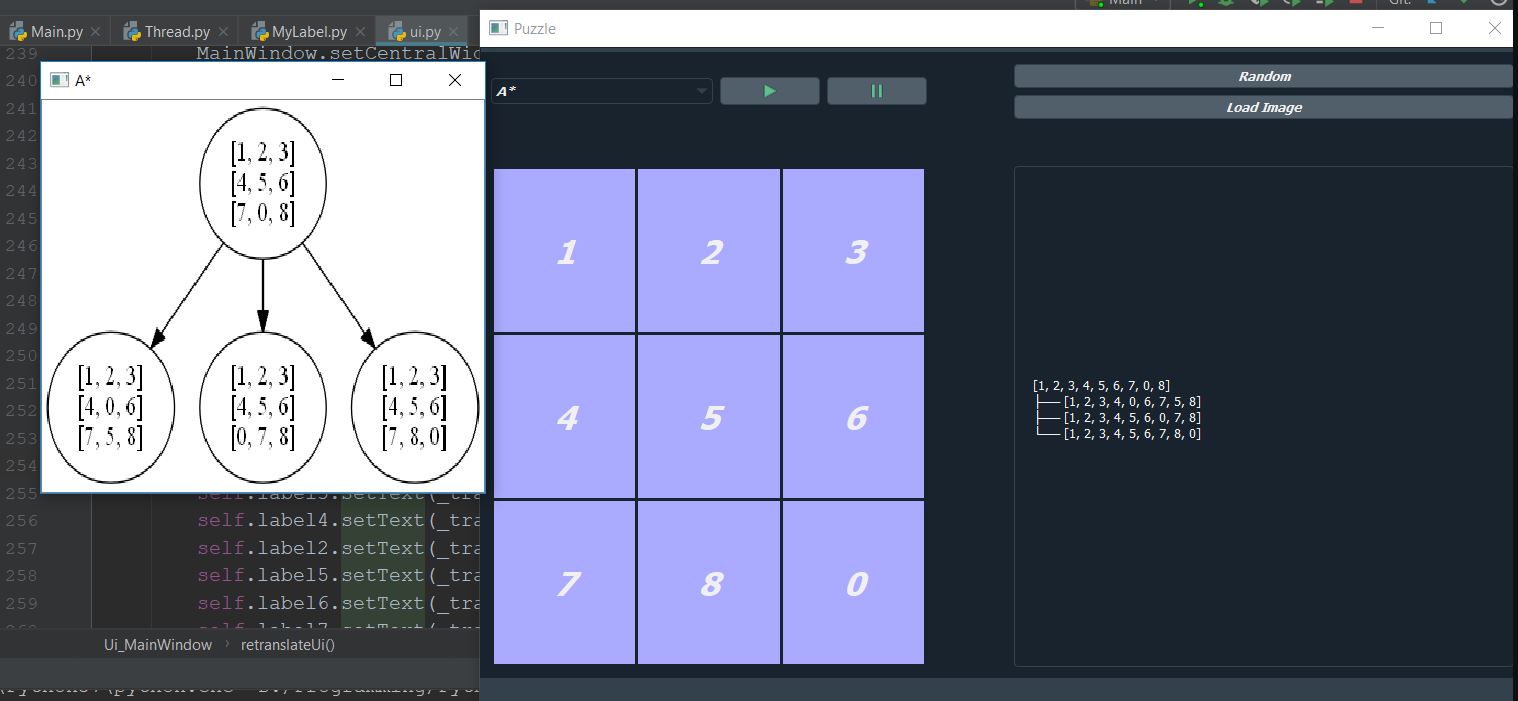 Main.py
Thread.py
MyLabel.py
ui.py
Main
Git:
239
MainWindow.setCentralWid
240
241
242
243
244
245
246
247
248
249
250
251
252
253
254
255
self.label3.setText(_tra
256
self.label4.setText(_tra
257
self.label2.setText(_tra
258
self.label5.setText(_tra
259
self.label6.setText(_tra
260
self.label7.setText(_tra
Ui_MainWindow › retranslateUi()
A*
[1, 2, 3]
[4, 5, 6]
[7, 0, 8]
[1, 2, 3]
[4, 0, 6]
[7, 5, 8]
[1, 2, 3]
[4, 5, 6]
[0, 7, 8]
[1, 2, 3]
[4, 5, 6]
[7, 8, 0]
Puzzle
A*
Random
Load Image
1 2 3
4 5 6
7 8 0
[1, 2, 3, 4, 5, 6, 7, 0, 8]
├── [1, 2, 3, 4, 0, 6, 7, 5, 8]
├── [1, 2, 3, 4, 5, 6, 0, 7, 8]
└── [1, 2, 3, 4, 5, 6, 7, 8, 0]